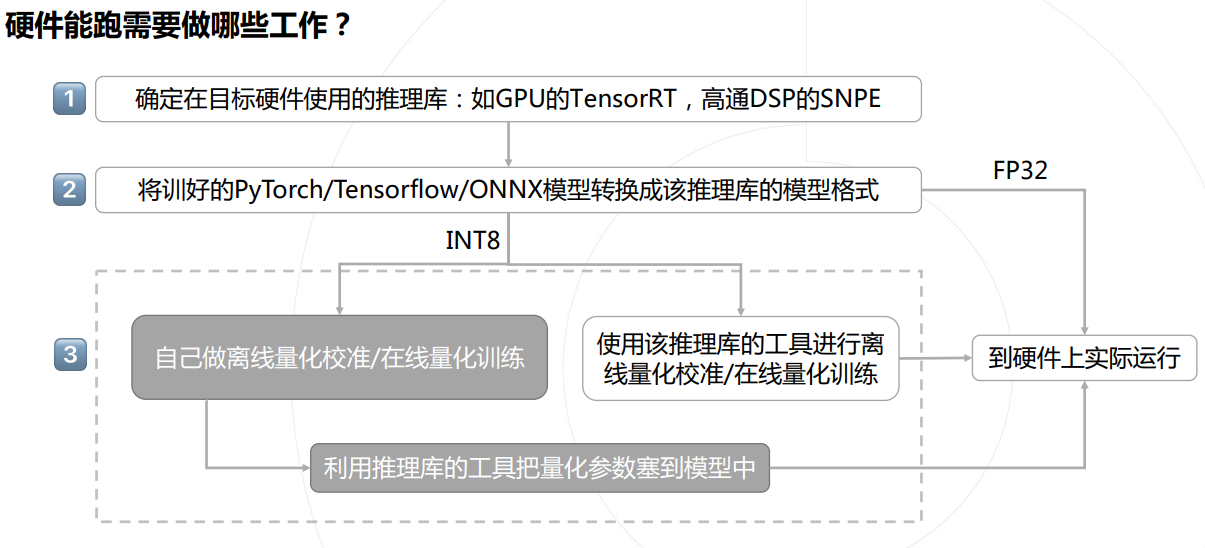 硬件能跑需要做哪些工作？
1
确定在目标硬件使用的推理库：如GPU的TensorRT，高通DSP的SNPE
2
将训好的PyTorch/Tensorflow/ONNX模型转换成该推理库的模型格式
FP32
INT8
3
自己做离线量化校准/在线量化训练
使用该推理库的工具进行离
线量化校准/在线量化训练
到硬件上实际运行
利用推理库的工具把量化参数塞到模型中